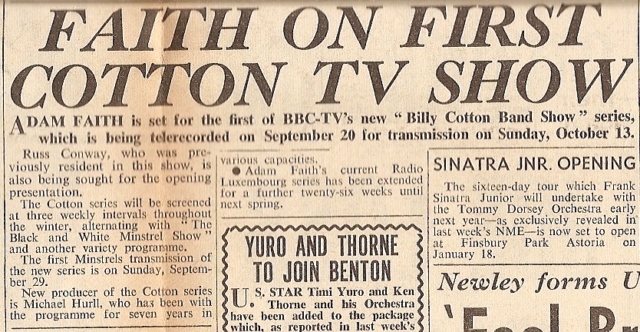 FAITH ON FIRST
COTTON TV SHOW
ADAM FAITH is set for the first of BBC-TV's new "Billy Cotton Band Show" series,
which is being telerecorded on September 20 for transmission on Sunday, October 13.
Russ Conway, who was pre-
viously resident in this show, is
also being sought for the opening
presentation.
The Cotton series will be screened
at three weekly intervals throughout
the winter, alternating with "The
Black and White Minstrel Show"
and another variety programme.
The first Minstrels transmission of
the new series is on Sunday, Septem-
ber 29.
New producer of the Cotton series
is Michael Hurll, who has been with
the programme for seven years in
various capacities.
● Adam Faith's current Radio
Luxembourg series has been extended
for a further twenty-six weeks until
next spring.
YURO AND THORNE
TO JOIN BENTON
U.S. STAR Timi Yuro and Ken
Thorne and his Orchestra
have been added to the package
which, as reported in last week's
SINATRA JNR. OPENING
The sixteen-day tour which Frank
Sinatra Junior will undertake with
the Tommy Dorsey Orchestra early
next year—as exclusively revealed in
last week's NME—is now set to open
at Finsbury Park Astoria on
January 18.
Newley forms U